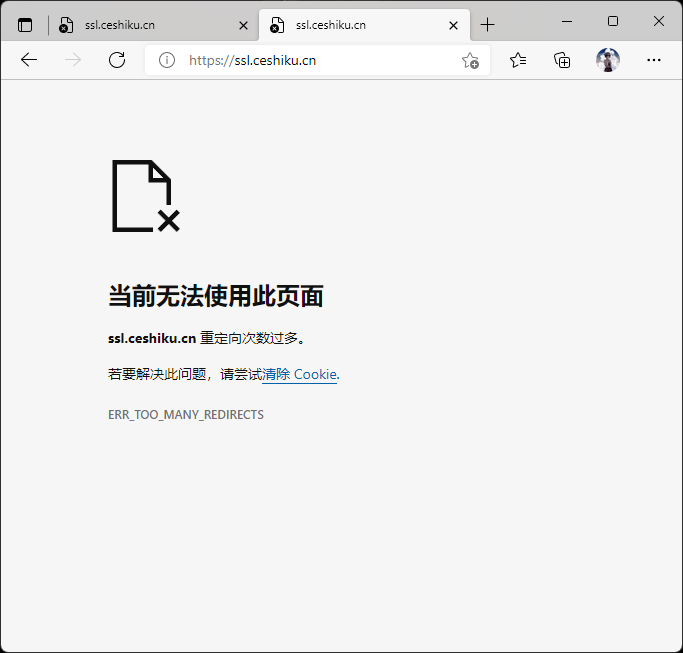 ssl.ceshiku.cn
ssl.ceshiku.cn
https://ssl.ceshiku.cn
当前无法使用此页面
ssl.ceshiku.cn 重定向次数过多。
若要解决此问题，请尝试清除 Cookie.
ERR_TOO_MANY_REDIRECTS